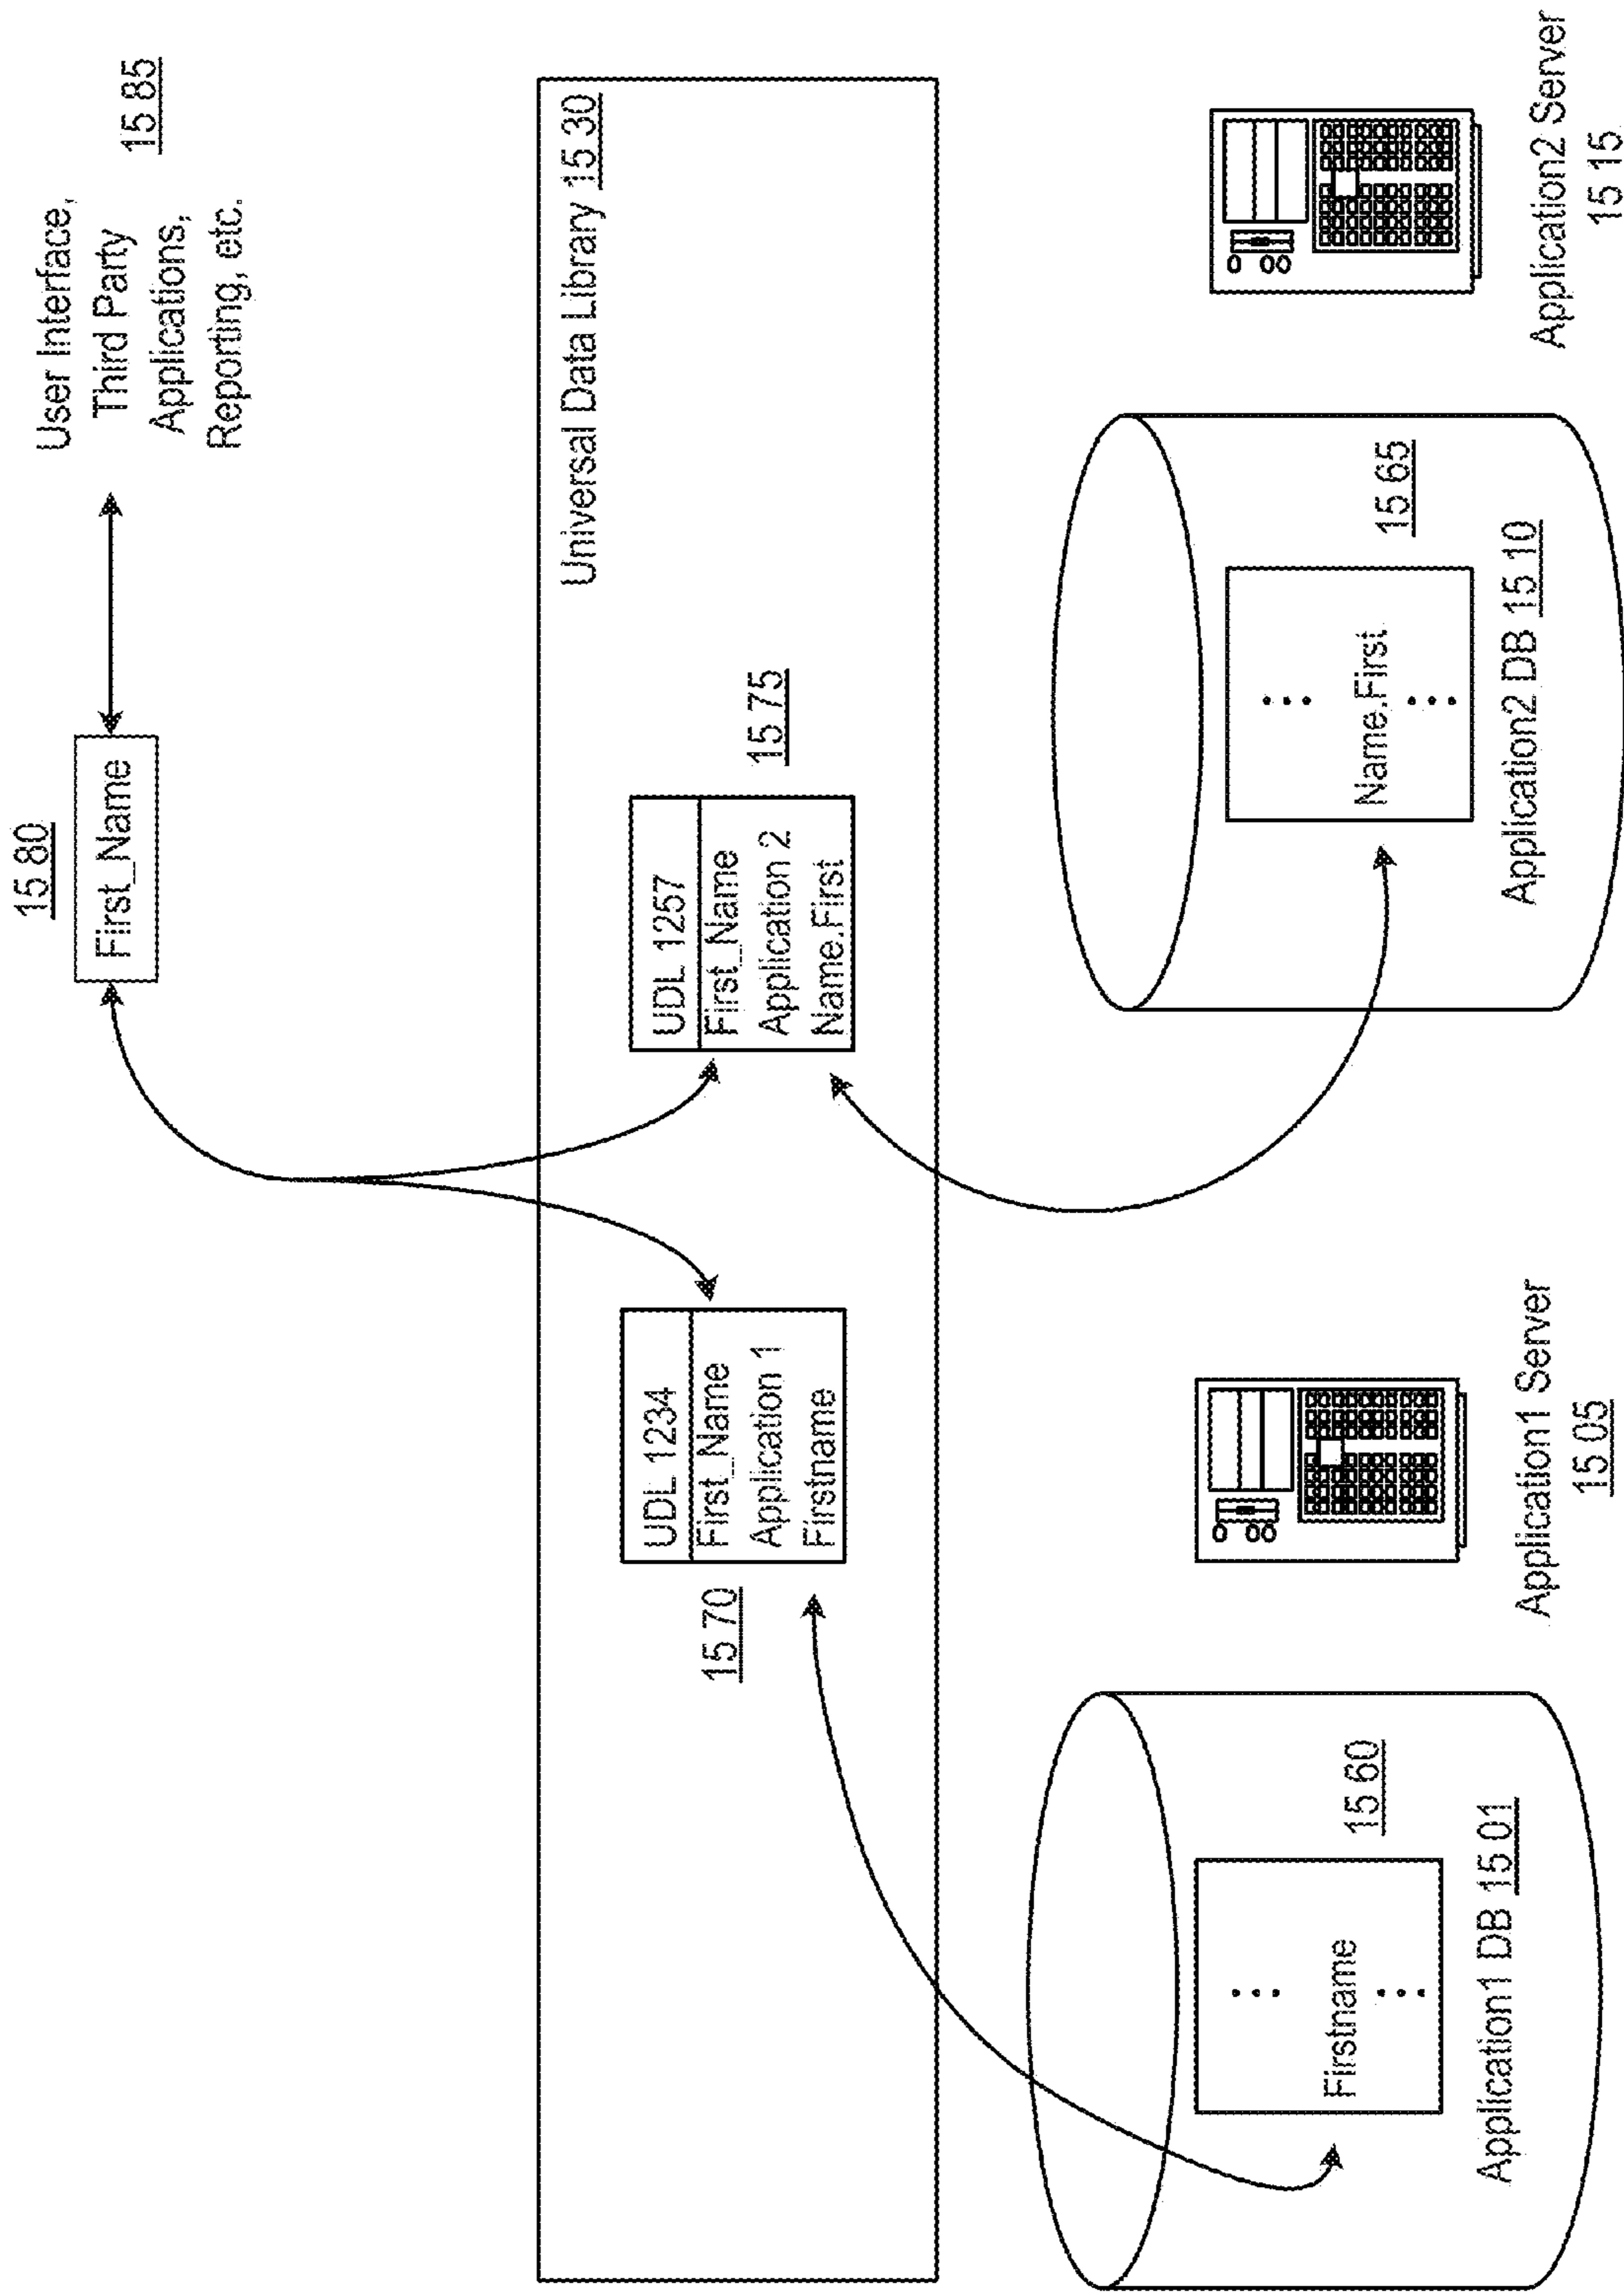 15 80
First_Name
User Interface,
Third Party
Applications,
Reporting, etc.
15 85
Universal Data Library 15 30
15 70
UDL 1234
First_Name
Application 1
Firstname
UDL 1257
First_Name
Application 2
Name.First
15 75
Firstname
15 60
Application1 DB 15 01
Application1 Server
15 05
Name.First
15 65
Application2 DB 15 10
Application2 Server
15 15